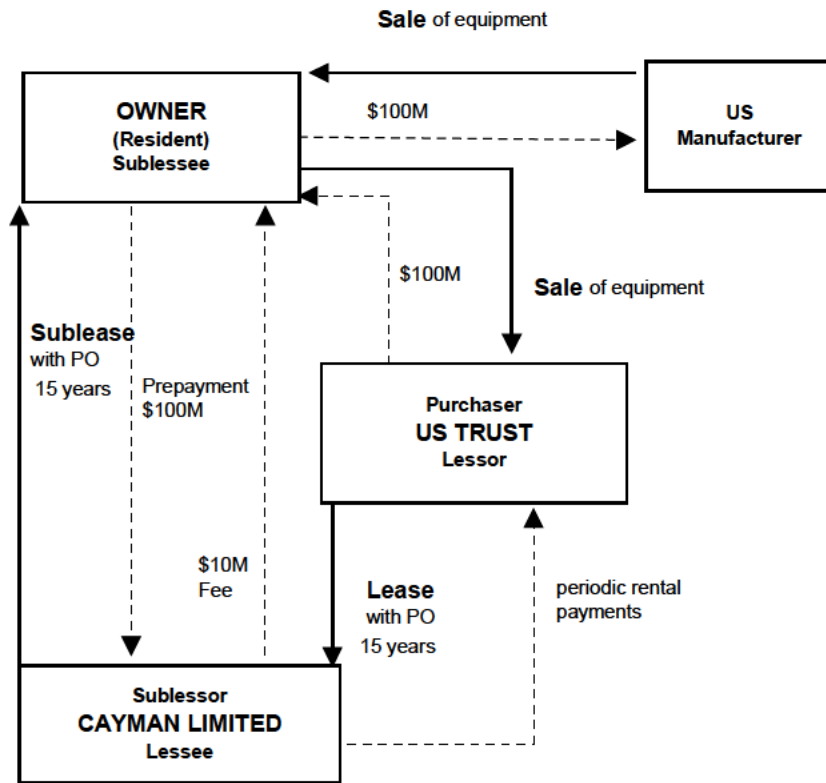 Sale of equipment
OWNER
(Resident)
Sublessee
$100M
US
Manufacturer
$100M
Sale of equipment
Sublease
with PO
15 years
Prepayment
$100M
Purchaser
US TRUST
Lessor
$10M
Fee
Lease
with PO
15 years
periodic rental
payments
Sublessor
CAYMAN LIMITED
Lessee